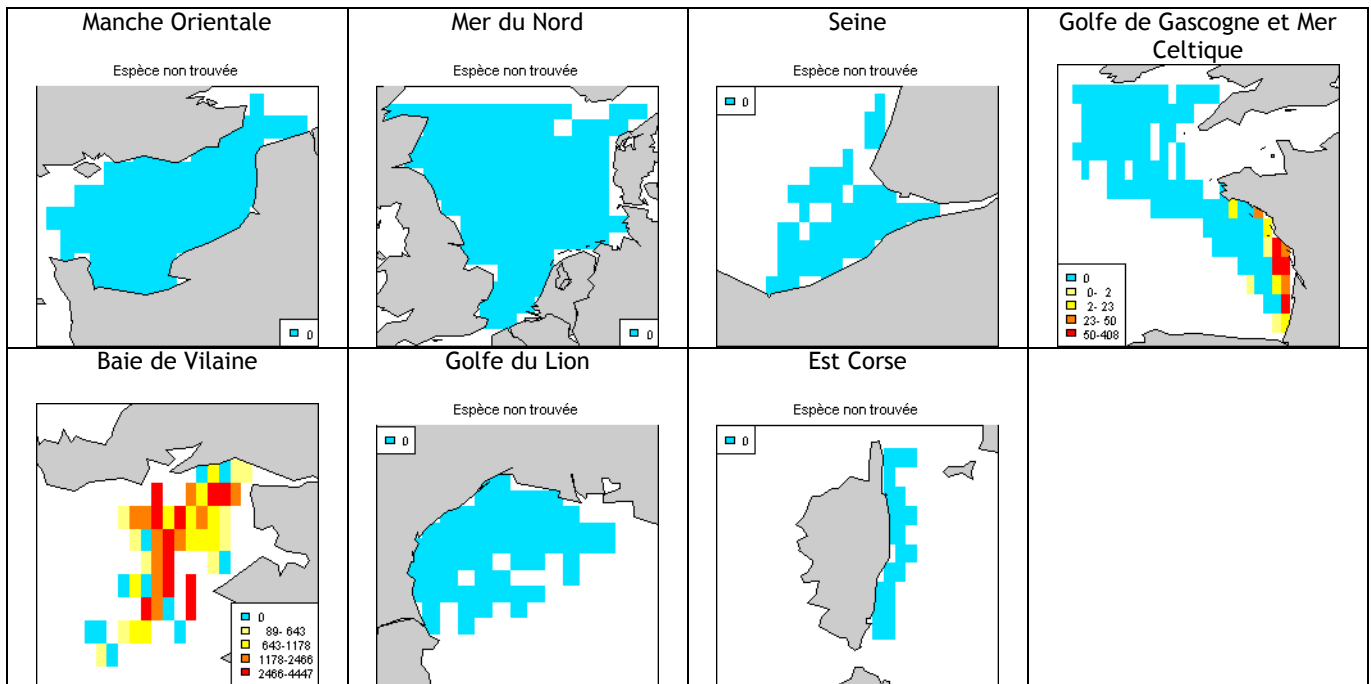 Manche Orientale
Espèce non trouvée
0
Mer du Nord
Espèce non trouvée
0
Seine
Espèce non trouvée
0
Golfe de Gascogne et Mer
Celtique
0
0- 2
2- 23
23- 50
50-408
Baie de Vilaine
0
89- 643
643-1178
1178-2466
2466-4447
Golfe du Lion
Espèce non trouvée
0
Est Corse
Espèce non trouvée
0